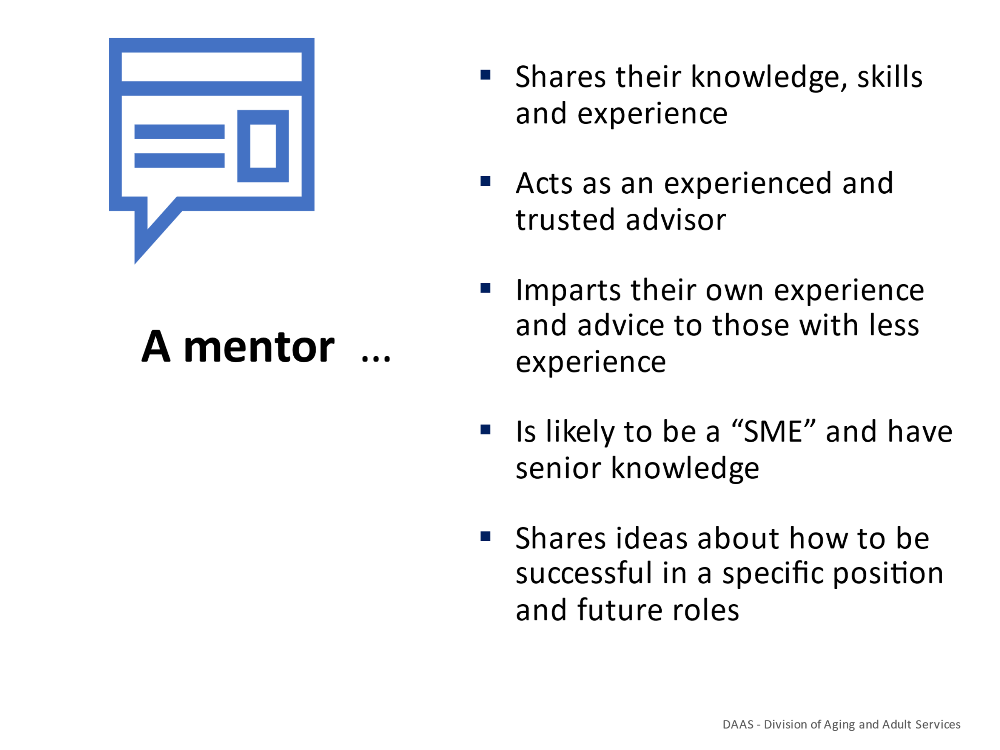 A mentor ...
▪ Shares their knowledge, skills
and experience
▪ Acts as an experienced and
trusted advisor
▪ Imparts their own experience
and advice to those with less
experience
▪ Is likely to be a “SME” and have
senior knowledge
▪ Shares ideas about how to be
successful in a specific position
and future roles
DAAS - Division of Aging and Adult Services